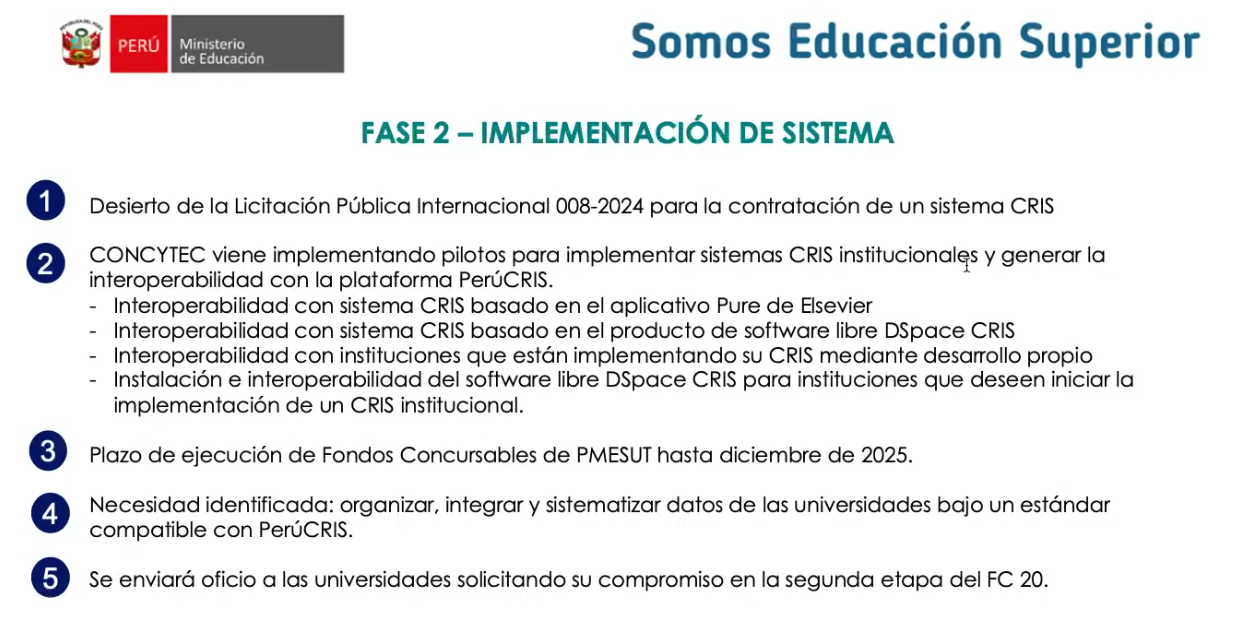 REPÚBLICA DEL PERÚ
PERÚ
Ministerio
de Educación
Somos Educación Superior
FASE 2 – IMPLEMENTACIÓN DE SISTEMA
1
Desierto de la Licitación Pública Internacional 008-2024 para la contratación de un sistema CRIS
2
CONCYTEC viene implementando pilotos para implementar sistemas CRIS institucionales y generar la
interoperabilidad con la plataforma PerúCRIS.
- Interoperabilidad con sistema CRIS basado en el aplicativo Pure de Elsevier
- Interoperabilidad con sistema CRIS basado en el producto de software libre DSpace CRIS
- Interoperabilidad con instituciones que están implementando su CRIS mediante desarrollo propio
- Instalación e interoperabilidad del software libre DSpace CRIS para instituciones que deseen iniciar la
implementación de un CRIS institucional.
3
Plazo de ejecución de Fondos Concursables de PMESUT hasta diciembre de 2025.
4
Necesidad identificada: organizar, integrar y sistematizar datos de las universidades bajo un estándar
compatible con PerúCRIS.
5
Se enviará oficio a las universidades solicitando su compromiso en la segunda etapa del FC 20.